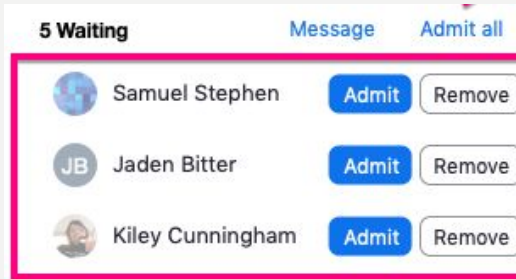 5 Waiting Message Admit all
Samuel Stephen Admit Remove
JB Jaden Bitter Admit Remove
Kiley Cunningham Admit Remove